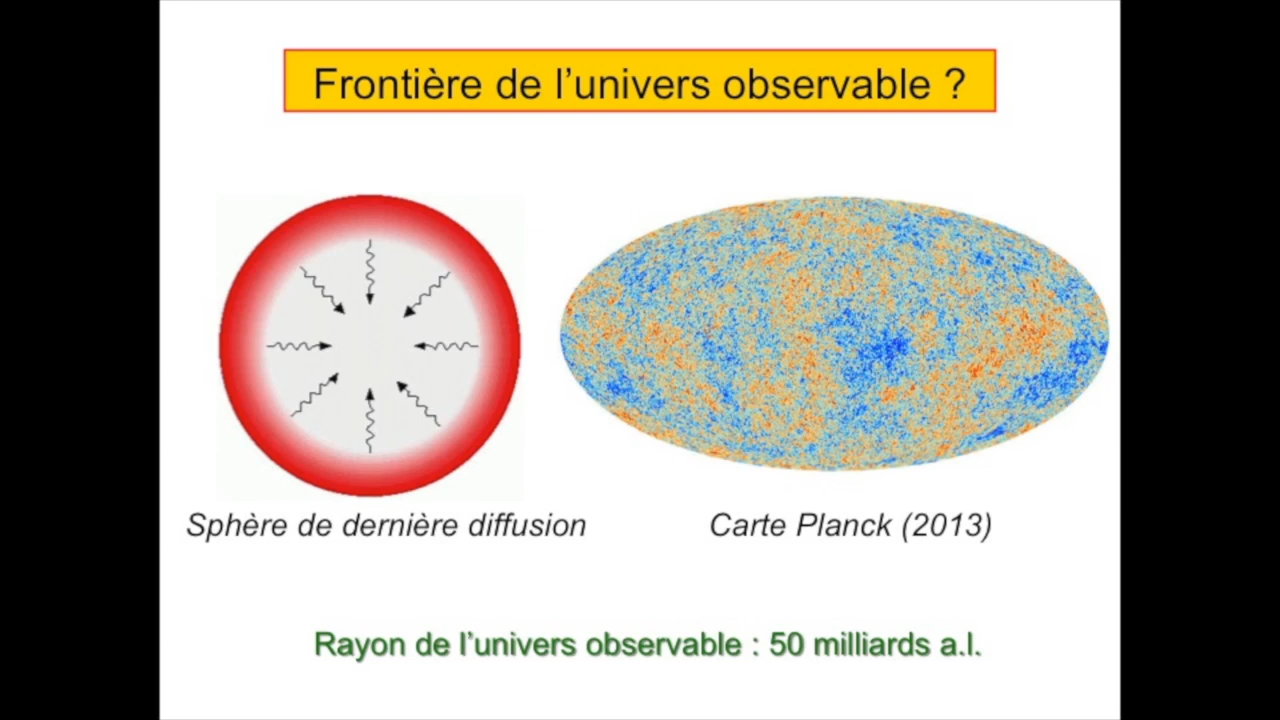 Frontière de l’univers observable ?
Sphère de dernière diffusion
Carte Planck (2013)
Rayon de l’univers observable : 50 milliards a.l.